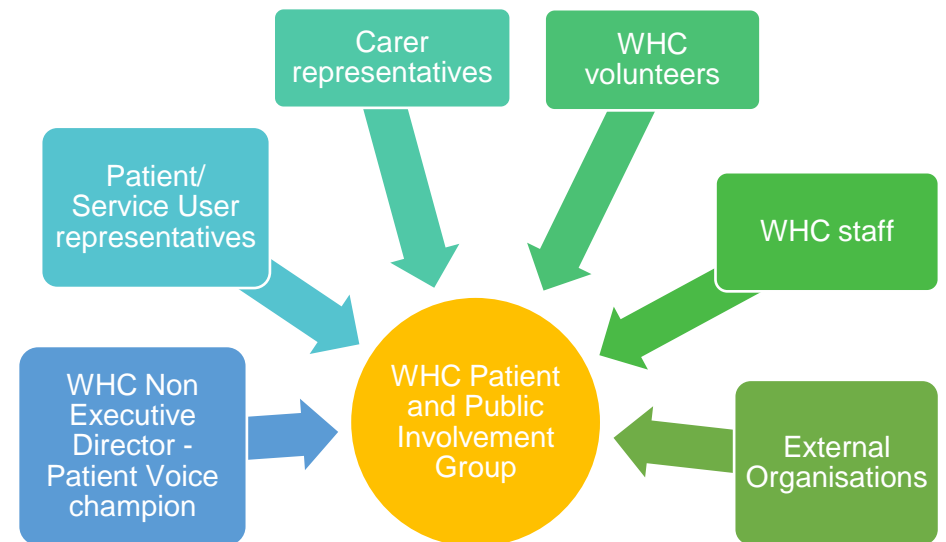 Carer
representatives
WHC
volunteers
Patient/
Service User
representatives
WHC staff
WHC Non
Executive
Director -
Patient Voice
champion
WHC Patient
and Public
Involvement
Group
External
Organisations